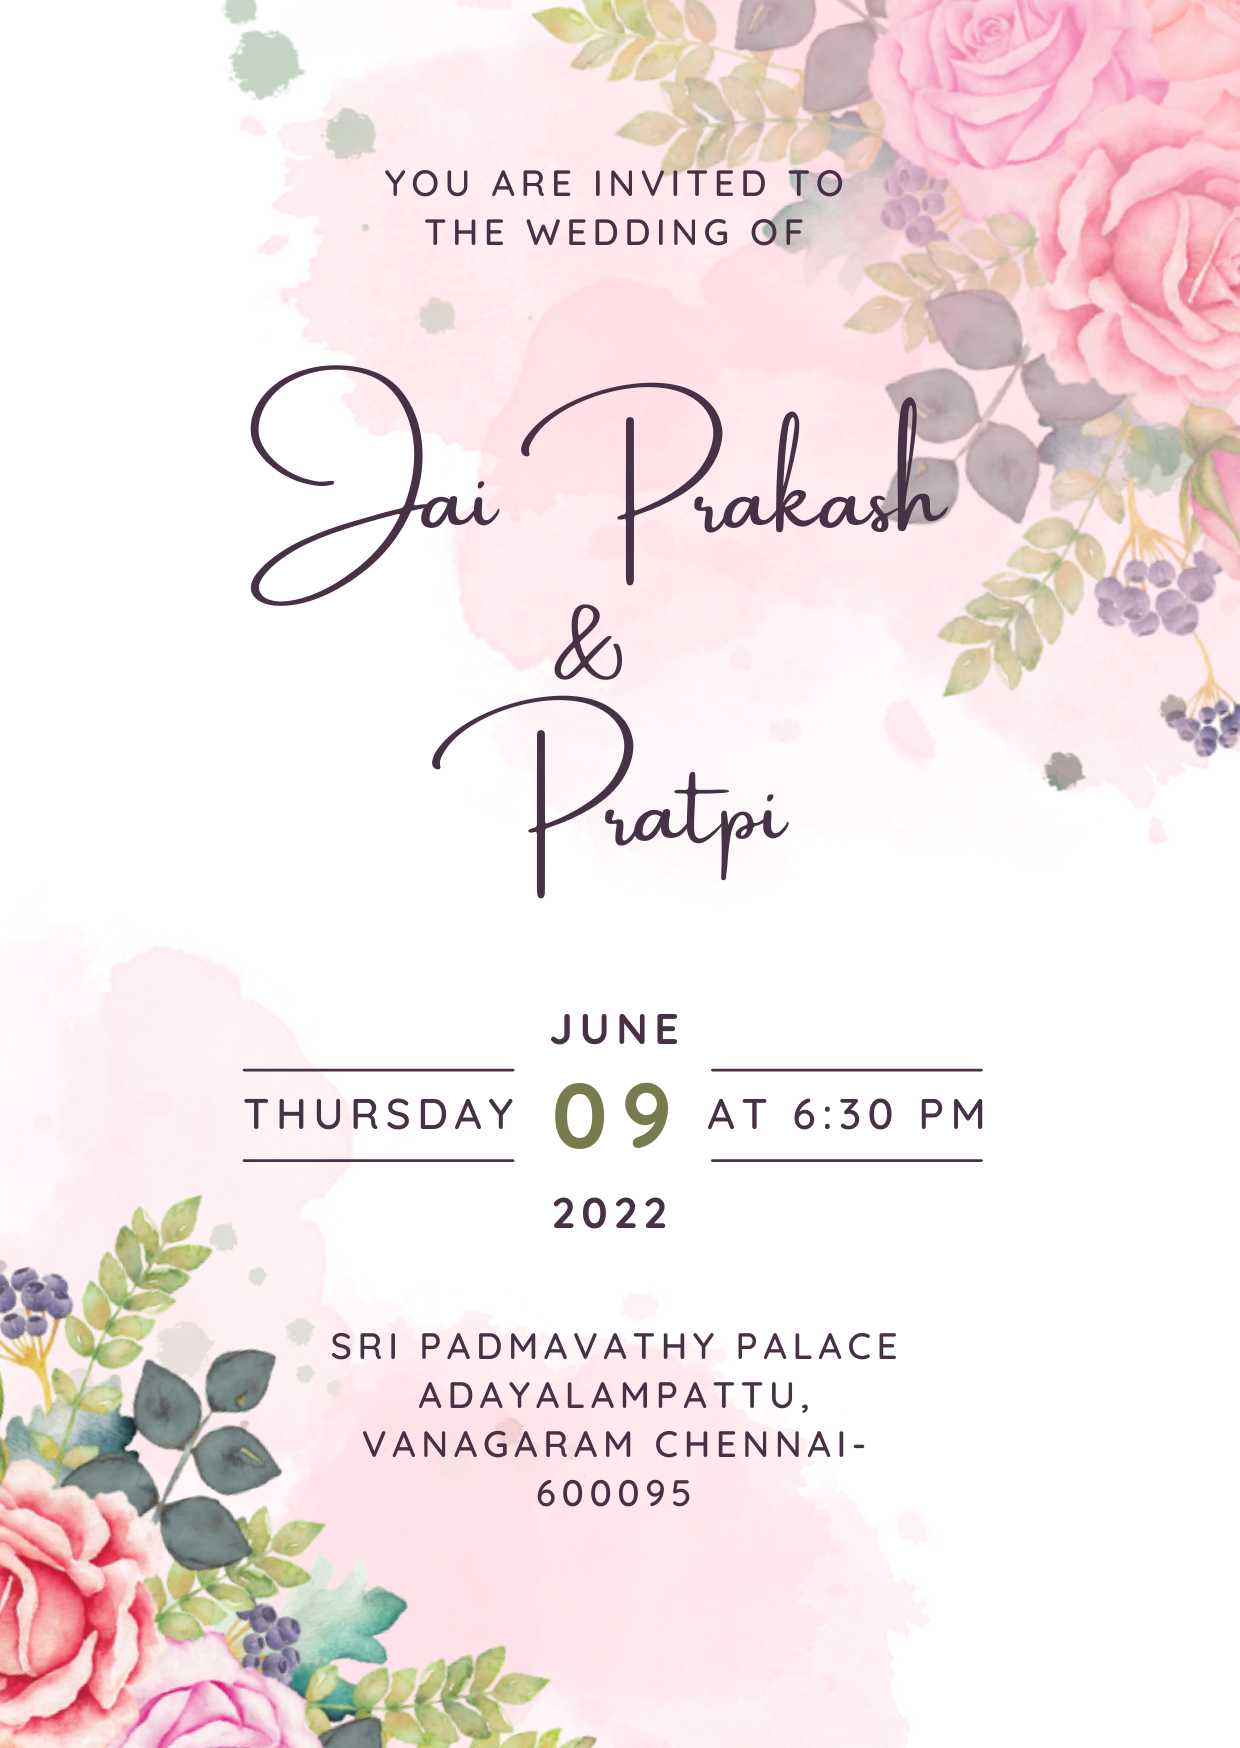 YOU ARE INVITED TO
THE WEDDING OF
Jai Prakash
&
Pratpi
JUNE
THURSDAY 09 AT 6:30 PM
2022
SRI PADMAVATHY PALACE
ADAYALAMPATTU,
VANAGARAM CHENNAI-
600095